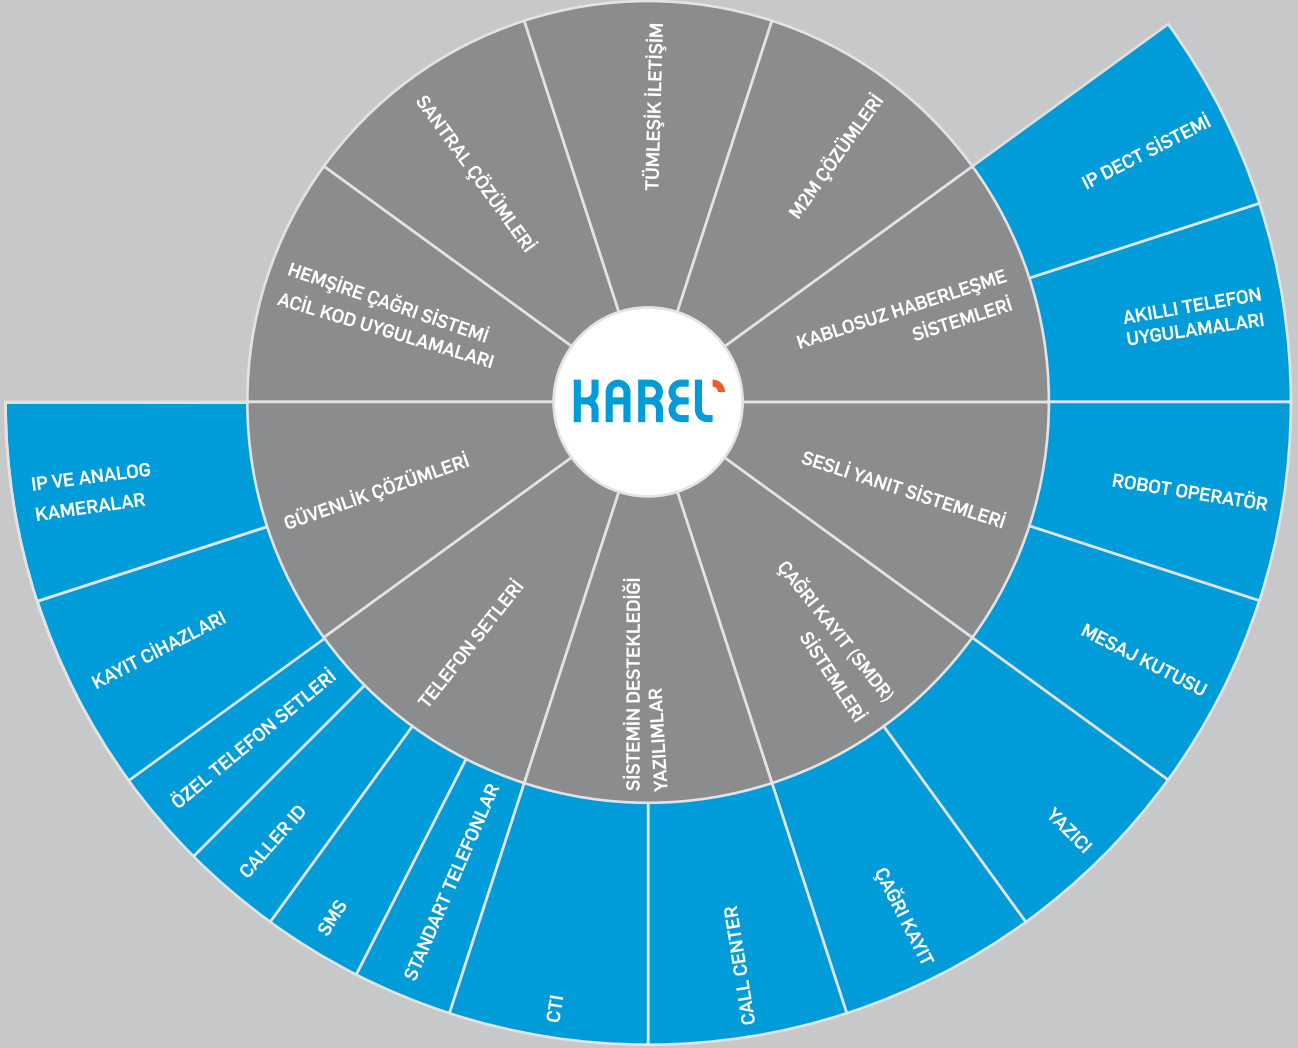 KAREL
TÜMLEŞİK İLETİŞİM
M2M ÇÖZÜMLERİ
KABLOSUZ HABERLEŞME
SİSTEMLERİ
SESLİ YANIT SİSTEMLERİ
ÇAĞRI KAYIT (SMDR)
SİSTEMLERİ
SİSTEMİN DESTEKLEDİĞİ
YAZILIMLAR
TELEFON SETLERİ
GÜVENLİK ÇÖZÜMLERİ
HEMŞİRE ÇAĞRI SİSTEMİ
ACİL KOD UYGULAMALARI
SANTRAL ÇÖZÜMLERİ
IP DECT SİSTEMİ
AKILLI TELEFON
UYGULAMALARI
ROBOT OPERATÖR
MESAJ KUTUSU
YAZICI
ÇAĞRI KAYIT
CALL CENTER
CTI
STANDART TELEFONLAR
SMS
CALLER ID
ÖZEL TELEFON SETLERİ
KAYIT CİHAZLARI
IP VE ANALOG
KAMERALAR